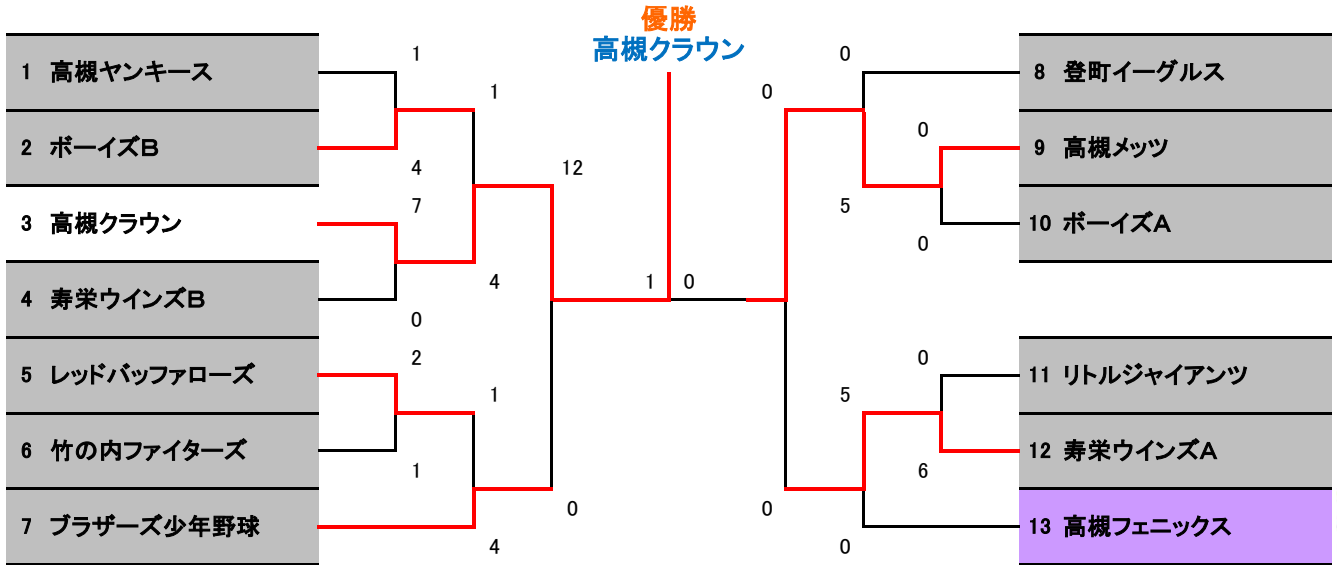 優勝
高槻クラウン
1 高槻ヤンキース
2 ボーイズB
3 高槻クラウン
4 寿栄ウインズB
5 レッドバッファローズ
6 竹の内ファイターズ
7 ブラザーズ少年野球
1
4
7
0
2
1
1
4
1
4
12
0
1 0
0
0
0
5
5
0
0
0
6
0
8 登町イーグルス
9 高槻メッツ
10 ボーイズA
11 リトルジャイアンツ
12 寿栄ウインズA
13 高槻フェニックス